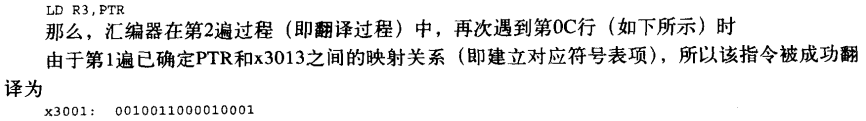 LD R3,PTR
那么，汇编器在第2遍过程（即翻译过程）中，再次遇到第0C行（如下所示）时
由于第1遍已确定PTR和x3013之间的映射关系（即建立对应符号表项），所以该指令被成功翻
译为
x3001: 0010011000010001